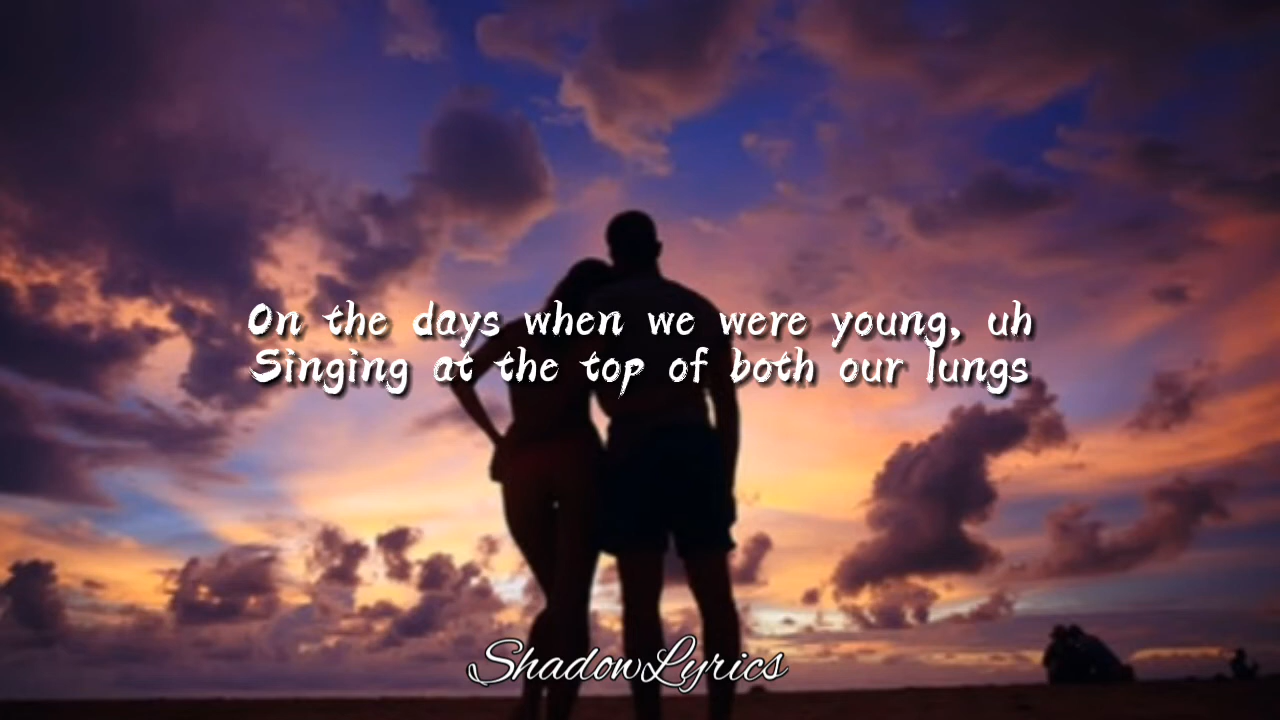 On the days when we were young, uh
Singing at the top of both our lungs
ShadowLyrics